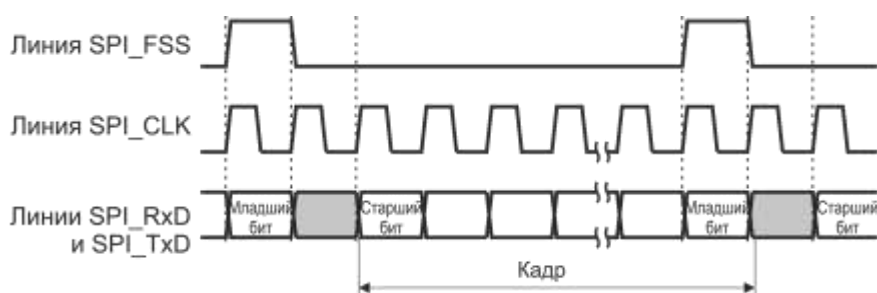 Линия SPI_FSS
Линия SPI_CLK
Линии SPI_RxD
и SPI_TxD
Младший
бит
Старший
бит
Младший
бит
Старший
бит
Кадр